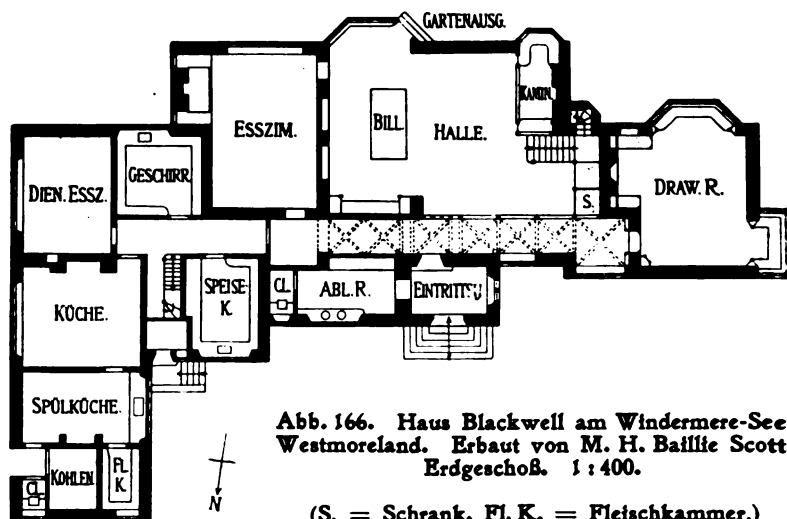 GARTENAUSG.
ESSZIM.
BILL.
HALLE.
KAMIN.
DIEN. ESSZ.
GESCHIRR.
S.
DRAW. R.
KÜCHE.
SPEISE-
K.
CL.
ABL. R.
SPÜLKÜCHE.
CL.
KOHLEN.
FL.
K.
N
Abb. 166. Haus Blackwell am Windermere-See
Westmoreland. Erbaut von M. H. Baillie Scott
Erdgeschoß. 1 : 400.
(S. = Schrank, Fl. K. = Fleischkammer.)